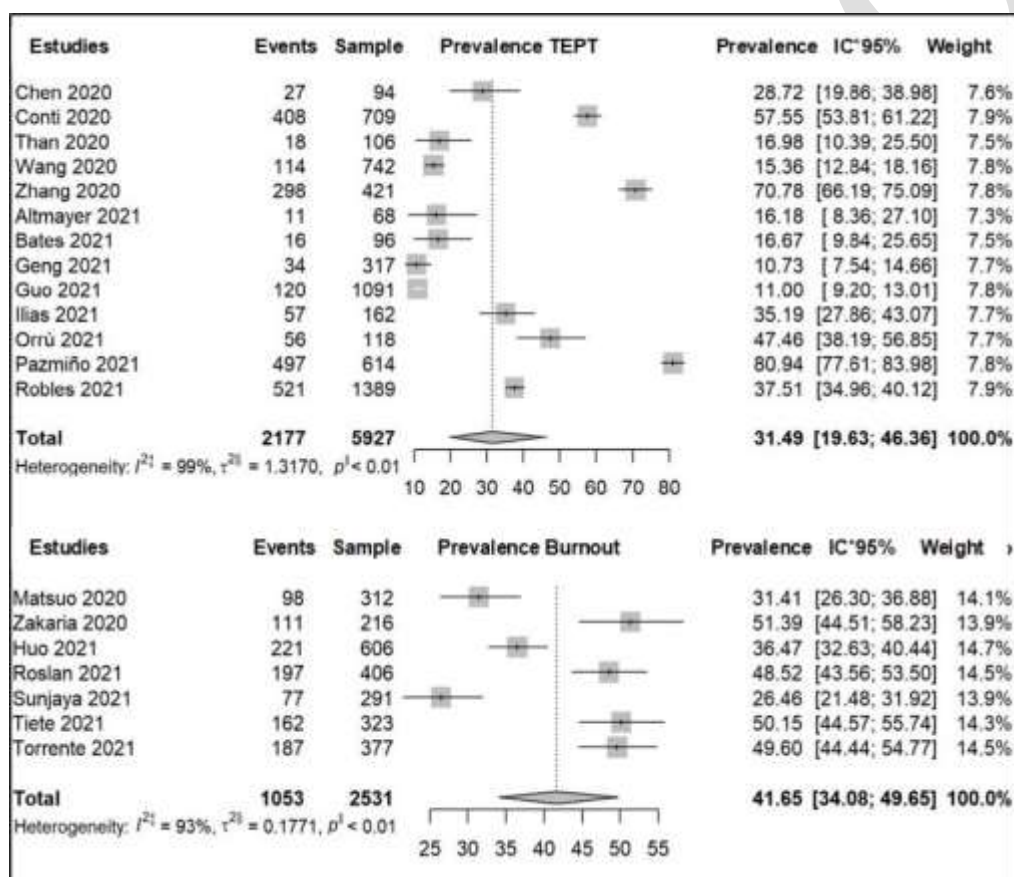 Estudies Events Sample Prevalence TEPT Prevalence IC*95% Weight
Chen 2020 27 94 28.72 [19.86; 38.98] 7.6%
Conti 2020 408 709 57.55 [53.81; 61.22] 7.9%
Than 2020 18 106 16.98 [10.39; 25.50] 7.5%
Wang 2020 114 742 15.36 [12.84; 18.16] 7.8%
Zhang 2020 298 421 70.78 [66.19; 75.09] 7.8%
Altmayer 2021 11 68 16.18 [ 8.36; 27.10] 7.3%
Bates 2021 16 96 16.67 [ 9.84; 25.65] 7.5%
Geng 2021 34 317 10.73 [ 7.54; 14.66] 7.7%
Guo 2021 120 1091 11.00 [ 9.20; 13.01] 7.8%
Ilias 2021 57 162 35.19 [27.86; 43.07] 7.7%
Orrù 2021 56 118 47.46 [38.19; 56.85] 7.7%
Pazmiño 2021 497 614 80.94 [77.61; 83.98] 7.8%
Robles 2021 521 1389 37.51 [34.96; 40.12] 7.9%
Total 2177 5927 31.49 [19.63; 46.36] 100.0%
Heterogeneity: I²‡ = 99%, τ²§ = 1.3170, p‖ < 0.01
10 20 30 40 50 60 70 80
Estudies Events Sample Prevalence Burnout Prevalence IC*95% Weight
Matsuo 2020 98 312 31.41 [26.30; 36.88] 14.1%
Zakaria 2020 111 216 51.39 [44.51; 58.23] 13.9%
Huo 2021 221 606 36.47 [32.63; 40.44] 14.7%
Roslan 2021 197 406 48.52 [43.56; 53.50] 14.5%
Sunjaya 2021 77 291 26.46 [21.48; 31.92] 13.9%
Tiete 2021 162 323 50.15 [44.57; 55.74] 14.3%
Torrente 2021 187 377 49.60 [44.44; 54.77] 14.5%
Total 1053 2531 41.65 [34.08; 49.65] 100.0%
Heterogeneity: I²‡ = 93%, τ²§ = 0.1771, p‖ < 0.01
25 30 35 40 45 50 55